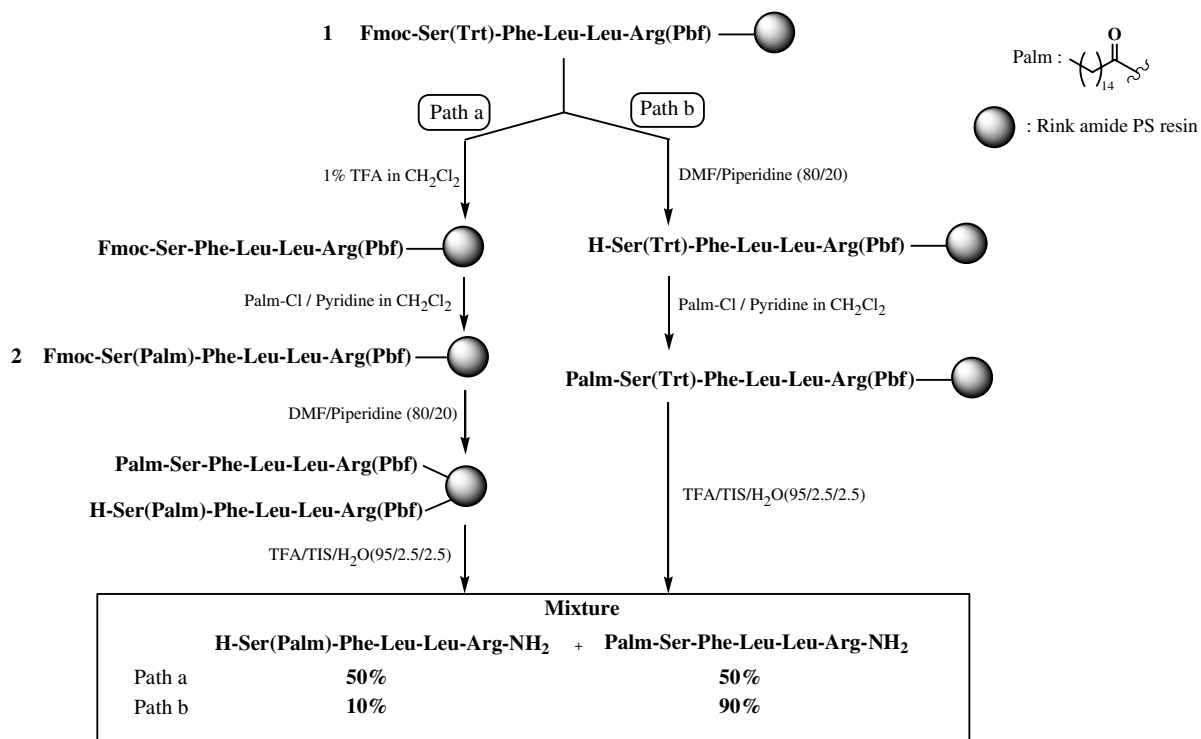 1 Fmoc-Ser(Trt)-Phe-Leu-Leu-Arg(Pbf)
Palm :
O
14
: Rink amide PS resin
Path a
Path b
1% TFA in CH2Cl2
DMF/Piperidine (80/20)
Fmoc-Ser-Phe-Leu-Leu-Arg(Pbf)
H-Ser(Trt)-Phe-Leu-Leu-Arg(Pbf)
Palm-Cl / Pyridine in CH2Cl2
Palm-Cl / Pyridine in CH2Cl2
2 Fmoc-Ser(Palm)-Phe-Leu-Leu-Arg(Pbf)
Palm-Ser(Trt)-Phe-Leu-Leu-Arg(Pbf)
DMF/Piperidine (80/20)
Palm-Ser-Phe-Leu-Leu-Arg(Pbf)
H-Ser(Palm)-Phe-Leu-Leu-Arg(Pbf)
TFA/TIS/H2O(95/2.5/2.5)
TFA/TIS/H2O(95/2.5/2.5)
Mixture
H-Ser(Palm)-Phe-Leu-Leu-Arg-NH2 + Palm-Ser-Phe-Leu-Leu-Arg-NH2
Path a 50% 50%
Path b 10% 90%